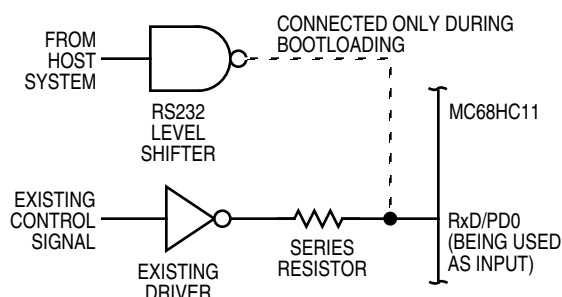 CONNECTED ONLY DURING
BOOTLOADING
FROM
HOST
SYSTEM
RS232
LEVEL
SHIFTER
MC68HC11
EXISTING
CONTROL
SIGNAL
EXISTING
DRIVER
SERIES
RESISTOR
RxD/PD0
(BEING USED
AS INPUT)